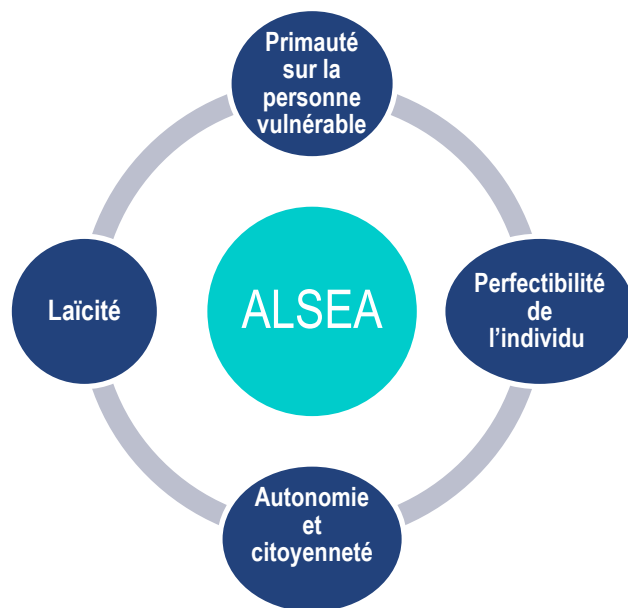 Primauté
sur la
personne
vulnérable
Laïcité
ALSEA
Perfectibilité
de
l’individu
Autonomie
et
citoyenneté